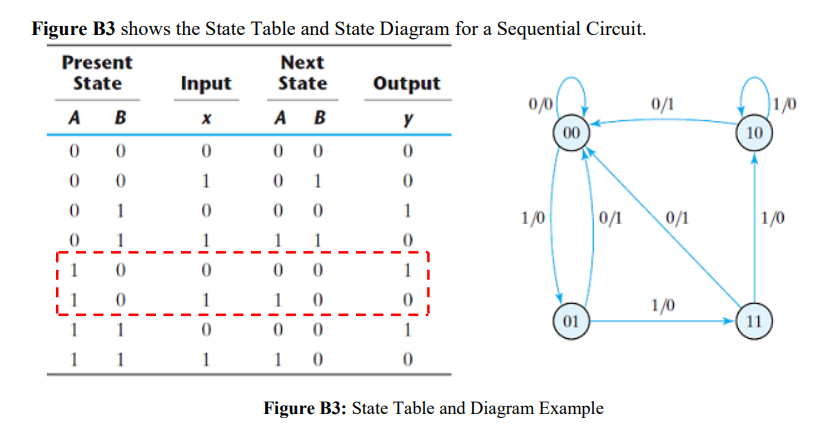 Figure B3 shows the State Table and State Diagram for a Sequential Circuit.
Present State Input Next State Output
A B x A B y
0 0 0 0 0 0
0 0 1 0 1 0
0 1 0 0 0 1
0 1 1 1 1 0
1 0 0 0 0 1
1 0 1 1 0 0
1 1 0 0 0 1
1 1 1 1 0 0
0/0 0/1 1/0
00 10
1/0 0/1 0/1 1/0
1/0
01 11
Figure B3: State Table and Diagram Example